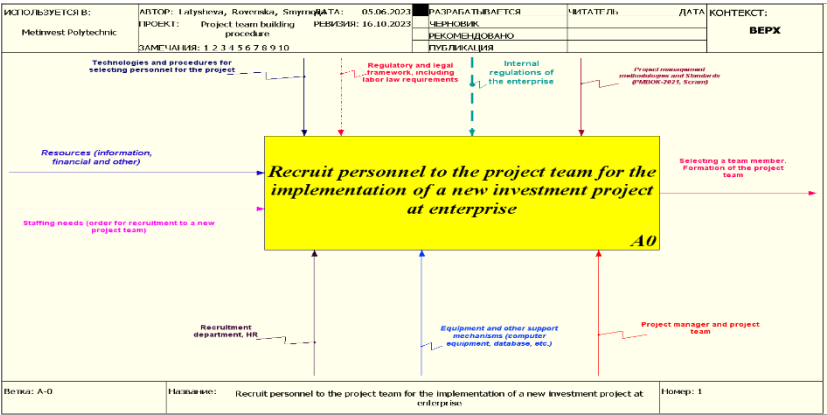 ИСПОЛЬЗУЕТСЯ В:
Metinvest Polytechnic
АВТОР: Latysheva, Rovenska, Smyrnova
ДАТА: 05.06.2023
ПРОЕКТ: Project team building
procedure
РЕВИЗИЯ: 16.10.2023
ЗАМЕЧАНИЯ: 1 2 3 4 5 6 7 8 9 10
РАЗРАБАТЫВАЕТСЯ
ЧЕРНОВИК
РЕКОМЕНДОВАНО
ПУБЛИКАЦИЯ
ЧИТАТЕЛЬ
ДАТА
КОНТЕКСТ:
ВЕРХ
Technologies and procedures for
selecting personnel for the project
Regulatory and legal
framework, including
labor law requirements
Internal
regulations of
the enterprise
Project management
methodologies and Standards
(PMBOK-2021, Scram)
Resources (information,
financial and other)
Staffing needs (order for recruitment to a new
project team)
Recruit personnel to the project team for the
implementation of a new investment project
at enterprise
A0
Selecting a team member.
Formation of the project
team
Recruitment
department, HR
Equipment and other support
mechanisms (computer
equipment, database, etc.)
Project manager and project
team
Ветка: A-0
Название: Recruit personnel to the project team for the implementation of a new investment project at
enterprise
Номер: 1